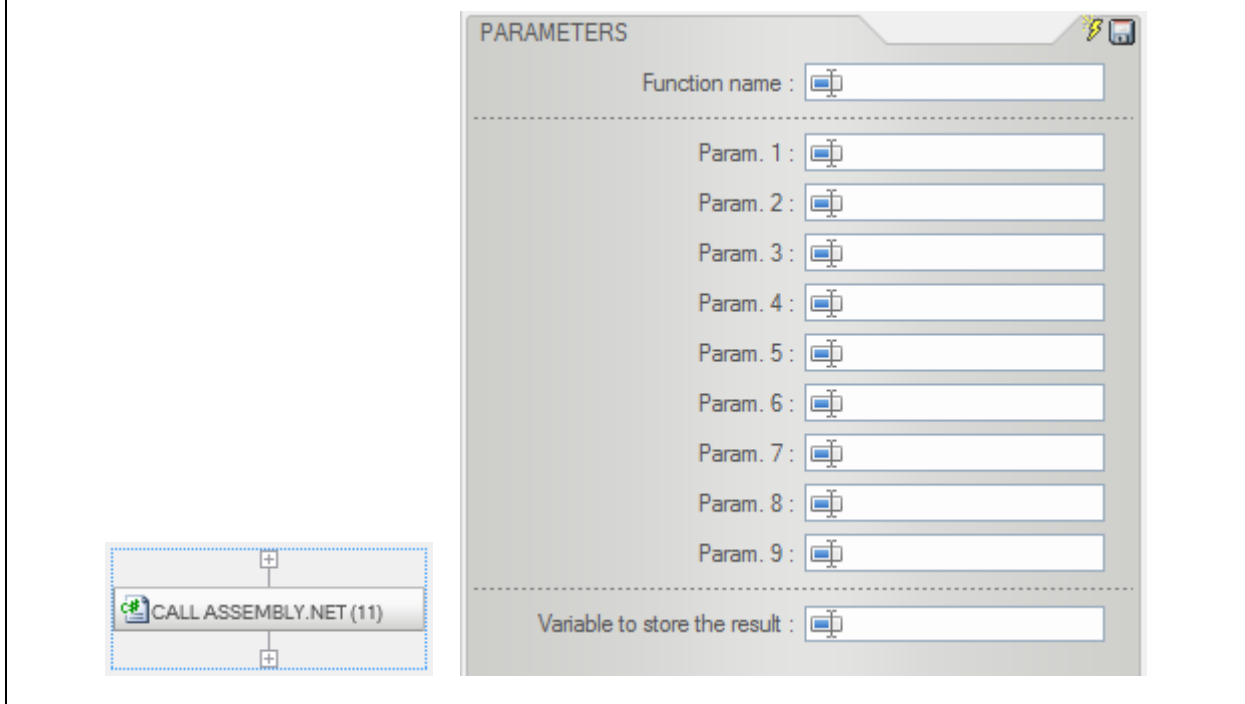 PARAMETERS
Function name :
Param. 1 :
Param. 2 :
Param. 3 :
Param. 4 :
Param. 5 :
Param. 6 :
Param. 7 :
Param. 8 :
Param. 9 :
C# CALL ASSEMBLY.NET (11)
Variable to store the result :